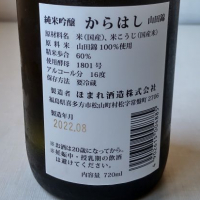 純米吟醸 からはし 山田錦
原材料名 米(国産)、米こうじ(国産米)
原料米 山田錦100%使用
精米歩合 60%
使用酵母 1801号
アルコール分 16度
保存方法 要冷蔵
製造者 ほまれ酒造株式会社
福島県喜多方市松山町村松字常盤町2706
製造年月
2022.08
※お酒は20歳になってから。
※妊娠中・授乳期の飲酒
は避けてください。
内容量 720ml